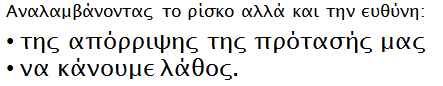 Αναλαμβάνοντας το ρίσκο αλλά και την ευθύνη:
• της απόρριψης της πρότασής μας
• να κάνουμε λάθος.